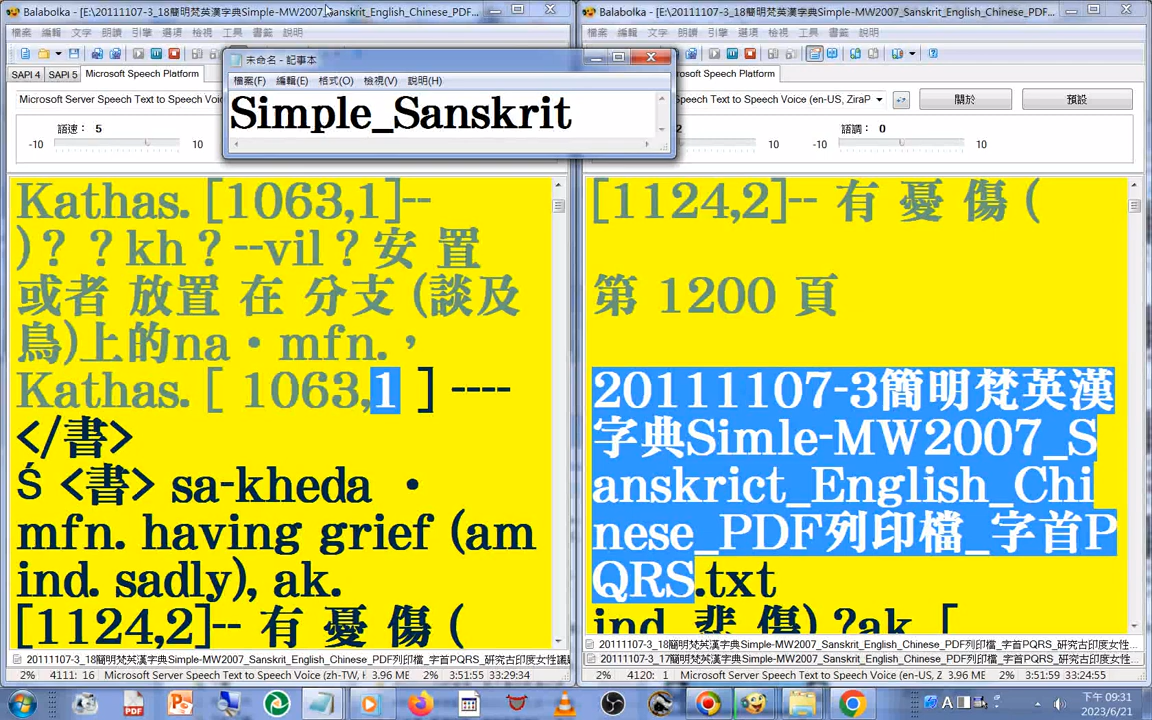 Balabolka - [E:\20111107-3_18簡明梵英漢字典Simple-MW2007_Sanskrit_English_Chinese_PDF...
檔案 編輯 文字 朗讀 引擎 選項 檢視 工具 書籤 說明
SAPI 4 SAPI 5 Microsoft Speech Platform
Microsoft Server Speech Text to Speech Voi
語速： 5
-10 10
未命名 - 記事本
檔案(F) 編輯(E) 格式(O) 檢視(V) 說明(H)
Simple_Sanskrit
Kathas. [1063,1]--
)？ ？kh？--vil？安 置
或者 放置 在 分支 (談及
鳥)上的na‧mfn.，
Kathas. [ 1063,1 ] ----
</書>
Ś <書> sa-kheda ‧
mfn. having grief (am
ind. sadly), ak.
[1124,2]-- 有 憂 傷 (
2% 4111: 16 Microsoft Server Speech Text to Speech Voice (zh-TW, H 3.96 ME 2% 3:51:55 33:29:34
Balabolka - [E:\20111107-3_18簡明梵英漢字典Simple-MW2007_Sanskrit_English_Chinese_PDF...
檔案 編輯 文字 朗讀 引擎 選項 檢視 工具 書籤 說明
Speech Platform
Speech Text to Speech Voice (en-US, ZiraP 關於 預設
2 語調： 0
10 -10 10
[1124,2]-- 有 憂 傷 (
第 1200 頁
20111107-3簡明梵英漢
字典Simle-MW2007_S
anskrict_English_Chi
nese_PDF列印檔_字首P
QRS.txt
ind. 悲 傷) ?ak. [
20111107-3_18簡明梵英漢字典Simple-MW2007_Sanskrit_English_Chinese_PDF列印檔_字首PQRS_研究古印度女性...
20111107-3_17簡明梵英漢字典Simple-MW2007_Sanskrit_English_Chinese_PDF列印檔_字首PQRS_研究古印度女性...
2% 4120: 1 Microsoft Server Speech Text to Speech Voice (en-US, Z 3.96 ME 2% 3:51:59 33:24:55
下午 09:31
2023/6/21